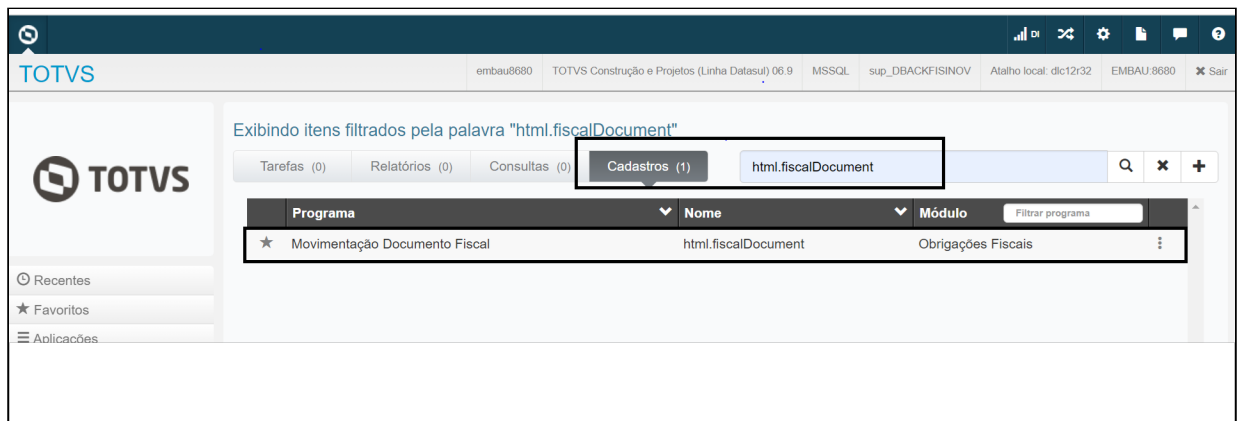 DI
TOTVS
embau8680 TOTVS Construção e Projetos (Linha Datasul) 06.9 MSSQL sup_DBACKFISINOV Atalho local: dlc12r32 EMBAU:8680 Sair
Exibindo itens filtrados pela palavra "html.fiscalDocument"
Tarefas (0) Relatórios (0) Consultas (0) Cadastros (1) html.fiscalDocument
TOTVS
Programa Nome Módulo Filtrar programa
Movimentação Documento Fiscal html.fiscalDocument Obrigações Fiscais
Recentes
Favoritos
Aplicações